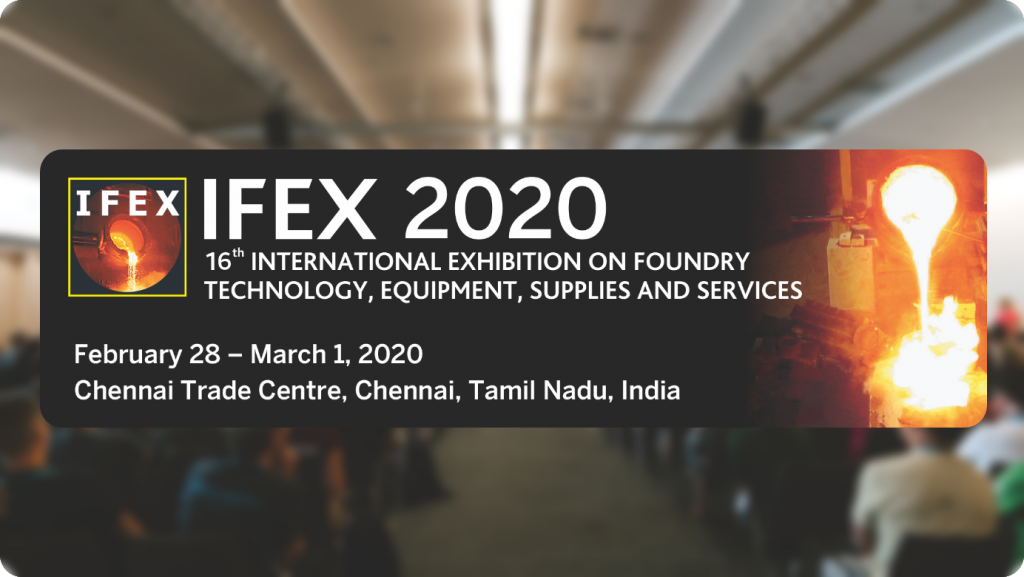 IFEX
IFEX 2020
16th INTERNATIONAL EXHIBITION ON FOUNDRY
TECHNOLOGY, EQUIPMENT, SUPPLIES AND SERVICES
February 28 – March 1, 2020
Chennai Trade Centre, Chennai, Tamil Nadu, India